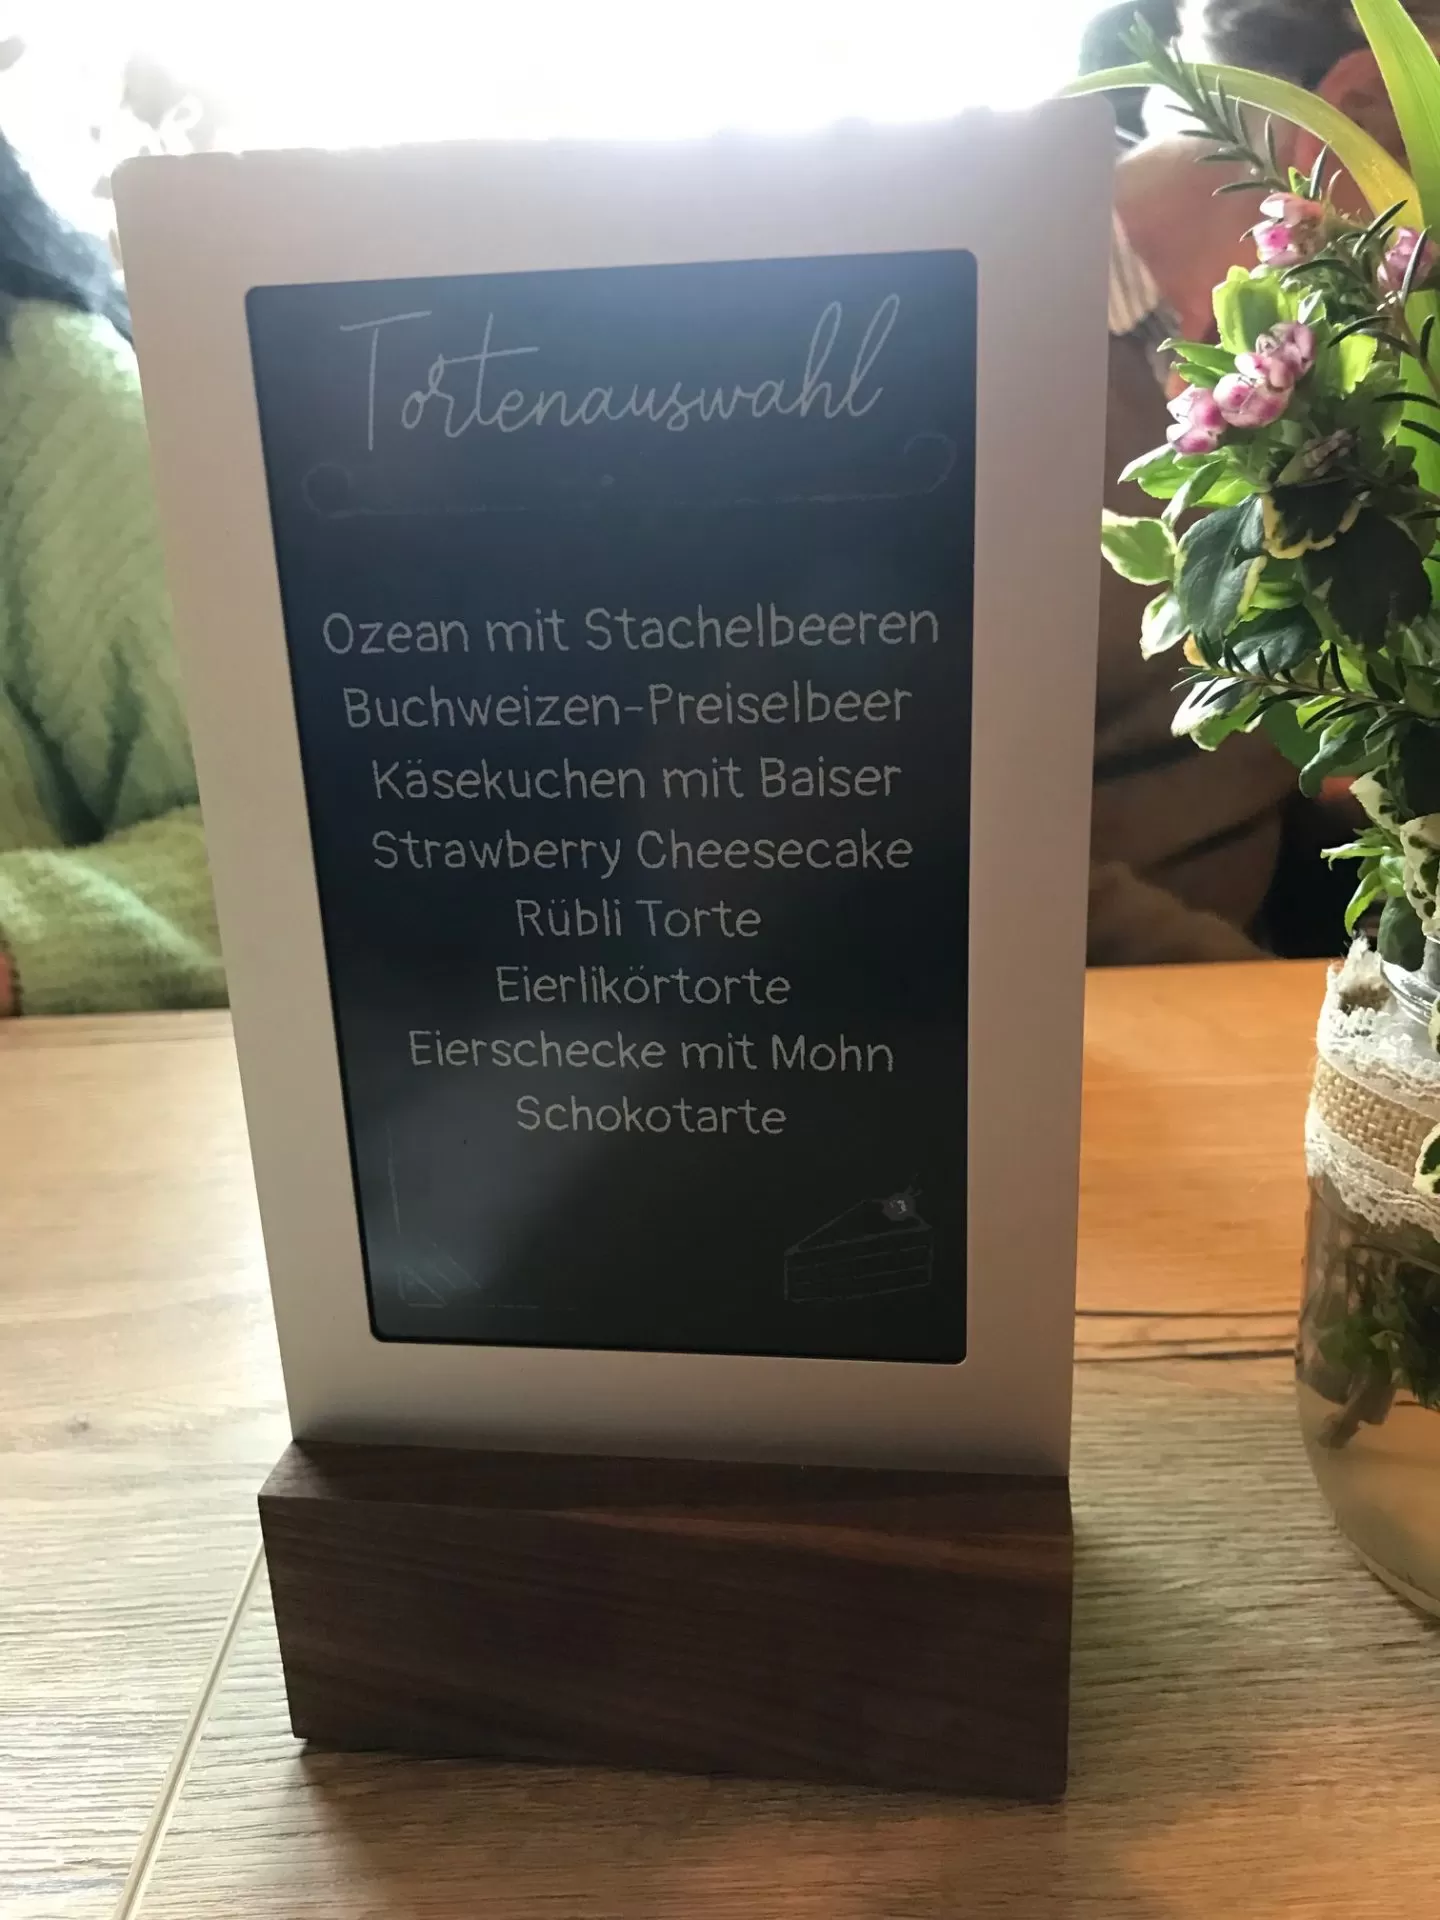 Tortenauswahl
Ozean mit Stachelbeeren
Buchweizen-Preiselbeer
Käsekuchen mit Baiser
Strawberry Cheesecake
Rübli Torte
Eierlikörtorte
Eierschecke mit Mohn
Schokotarte